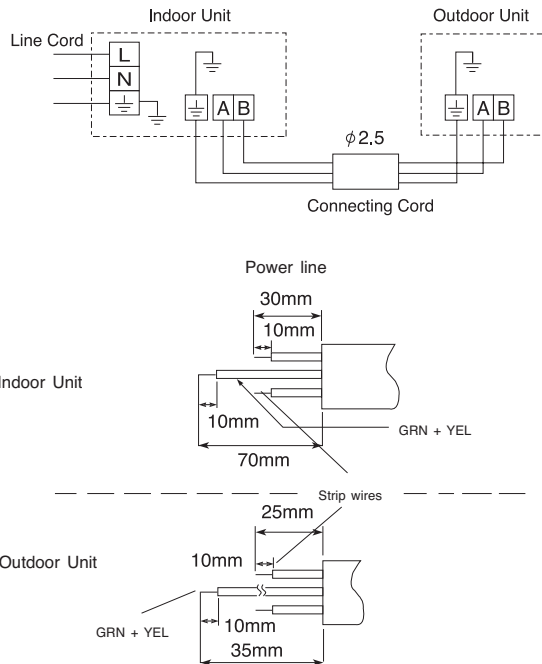 Indoor Unit
Outdoor Unit
Line Cord
L
N
A B
A B
ϕ2.5
Connecting Cord
Power line
30mm
10mm
Indoor Unit
10mm
GRN + YEL
70mm
Strip wires
25mm
Outdoor Unit
10mm
GRN + YEL
10mm
35mm